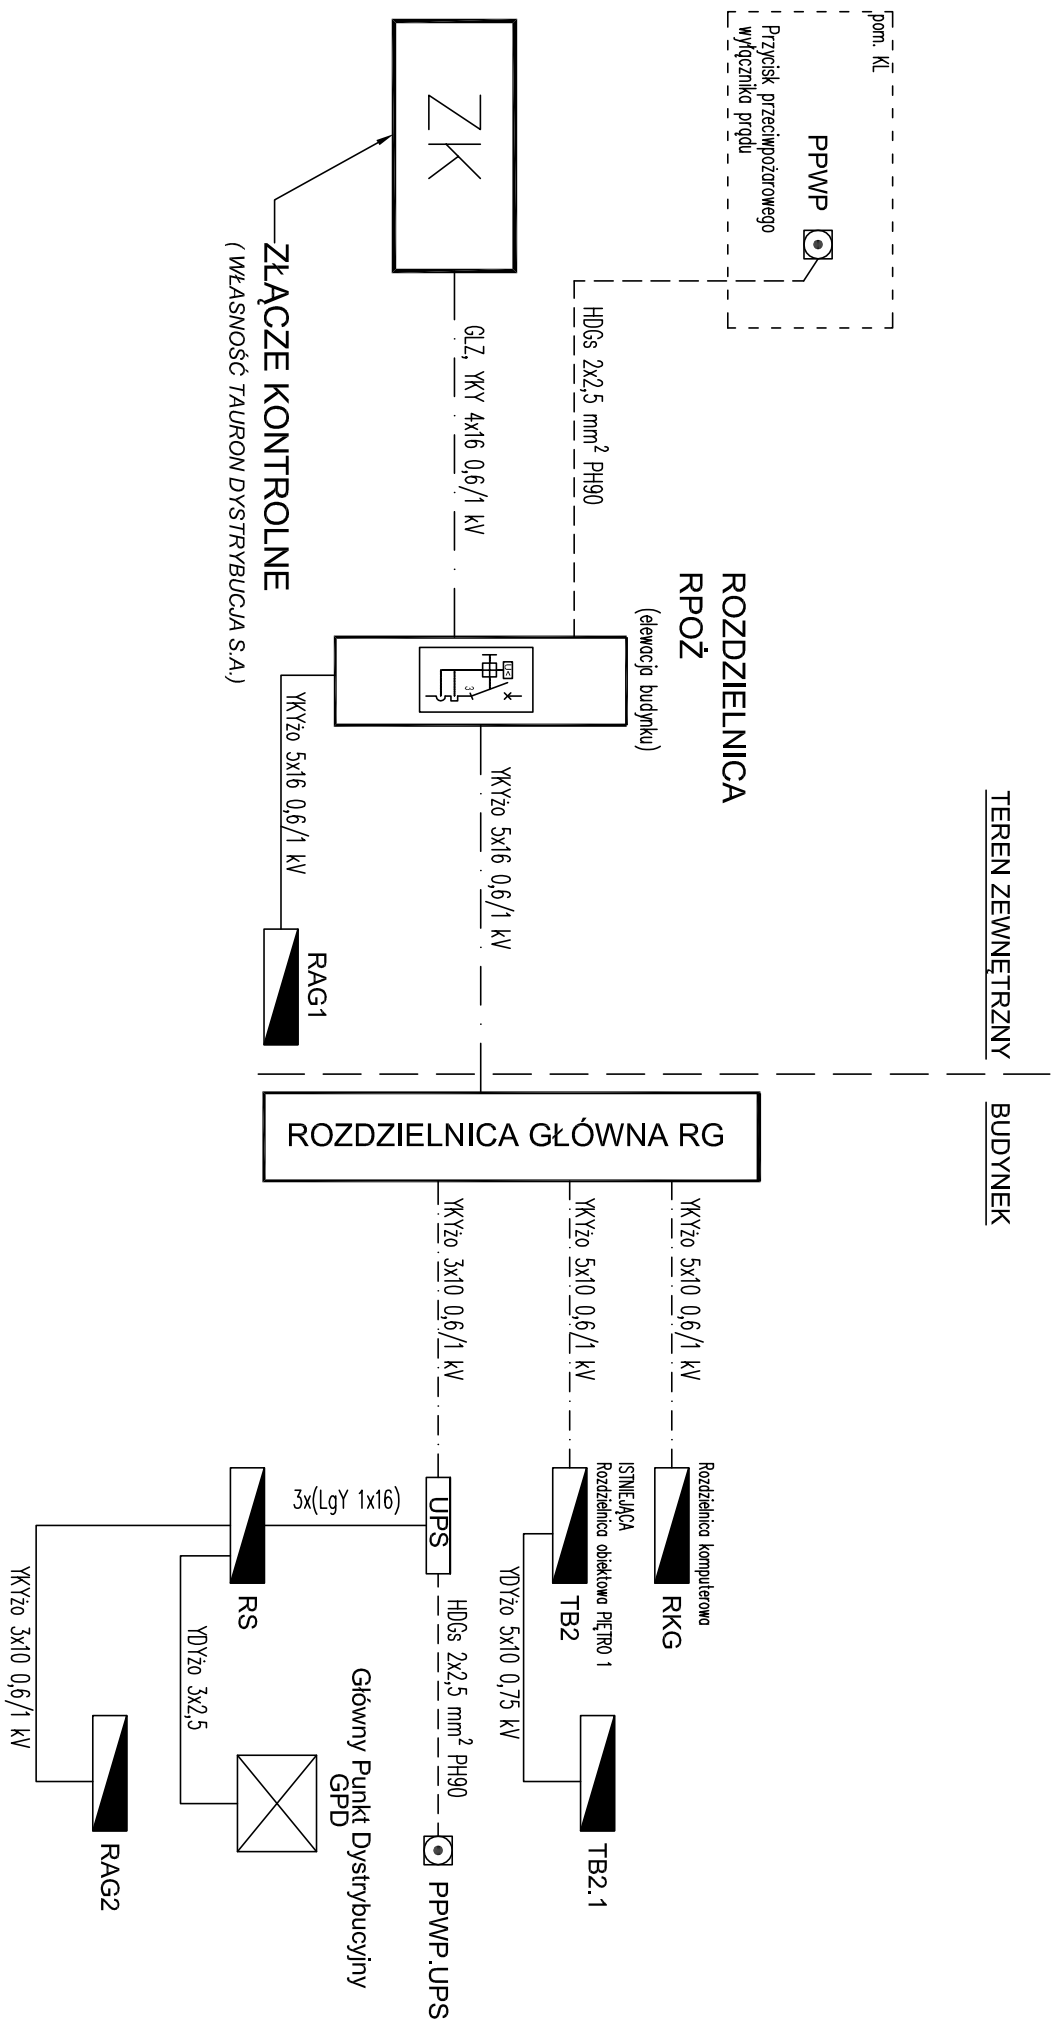 TEREN ZEWNĘTRZNY
BUDYNEK
pom. KL
Przycisk przeciwpożarowego
wyłącznika prądu
PPWP
HDGs 2x2,5 mm² PH90
ZK
GLZ, YKY 4x16 0,6/1 kV
ZŁĄCZE KONTROLNE
( WŁASNOŚĆ TAURON DYSTRYBUCJA S.A.)
ROZDZIELNICA
RPOŻ
(elewacja budynku)
U<
3
YKYżo 5x16 0,6/1 kV
YKYżo 5x16 0,6/1 kV
RAG1
ROZDZIELNICA GŁÓWNA RG
YKYżo 5x10 0,6/1 kV
Rozdzielnica komputerowa
RKG
YKYżo 5x10 0,6/1 kV
ISTNIEJĄCA
Rozdzielnica obiektowa PIĘTRO 1
TB2
YDYżo 5x10 0,75 kV
TB2.1
YKYżo 3x10 0,6/1 kV
UPS
HDGs 2x2,5 mm² PH90
PPWP.UPS
3x(LgY 1x16)
RS
YDYżo 3x2,5
Główny Punkt Dystrybucyjny
GPD
YKYżo 3x10 0,6/1 kV
RAG2